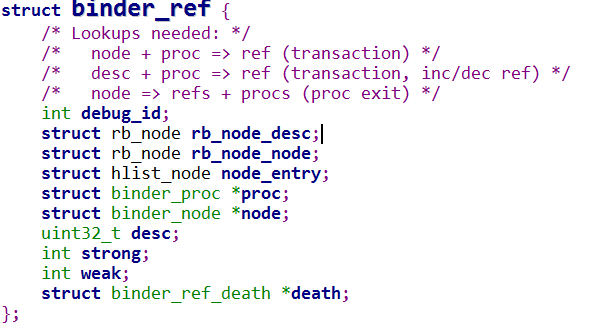 struct binder_ref {
/* Lookups needed: */
/*   node + proc => ref (transaction) */
/*   desc + proc => ref (transaction, inc/dec ref) */
/*   node => refs + procs (proc exit) */
int debug_id;
struct rb_node rb_node_desc;
struct rb_node rb_node_node;
struct hlist_node node_entry;
struct binder_proc *proc;
struct binder_node *node;
uint32_t desc;
int strong;
int weak;
struct binder_ref_death *death;
};